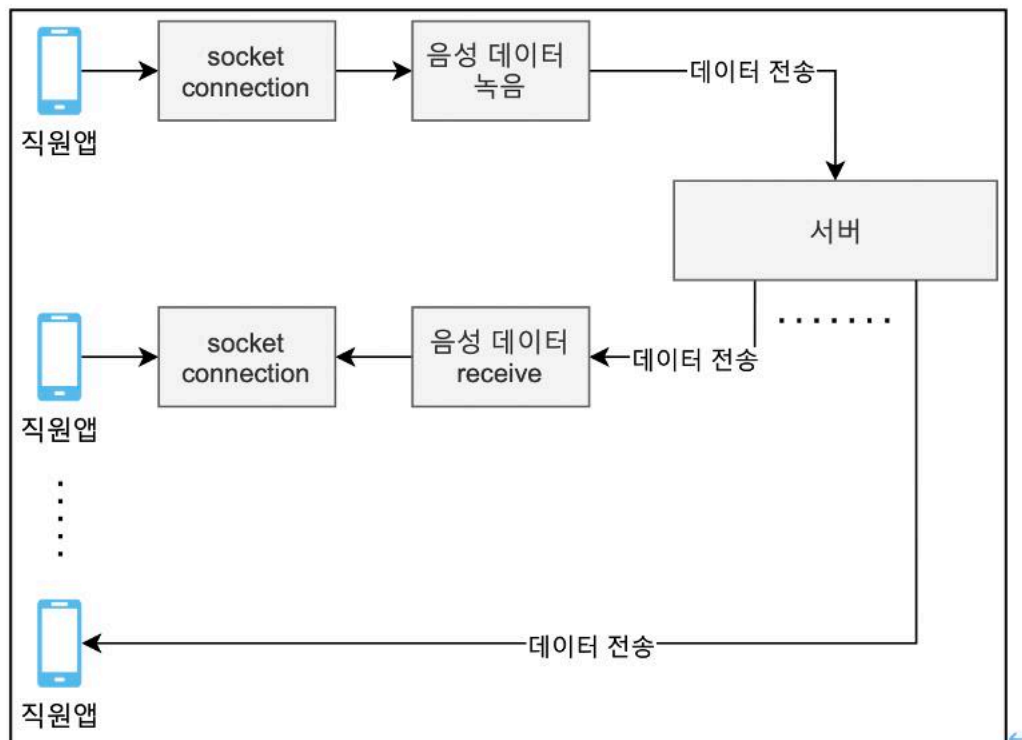 socket
connection
음성 데이터
녹음
데이터 전송
직원앱
서버
socket
connection
음성 데이터
receive
데이터 전송
직원앱
데이터 전송
직원앱